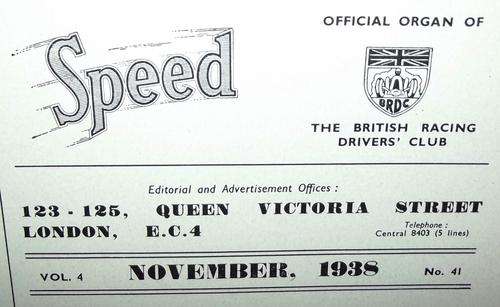 Speed
OFFICIAL ORGAN OF
BRDC
THE BRITISH RACING
DRIVERS' CLUB
Editorial and Advertisement Offices :
123 - 125, QUEEN VICTORIA STREET
LONDON, E.C.4
Telephone :
Central 8403 (5 lines)
VOL. 4 NOVEMBER, 1938 No. 41